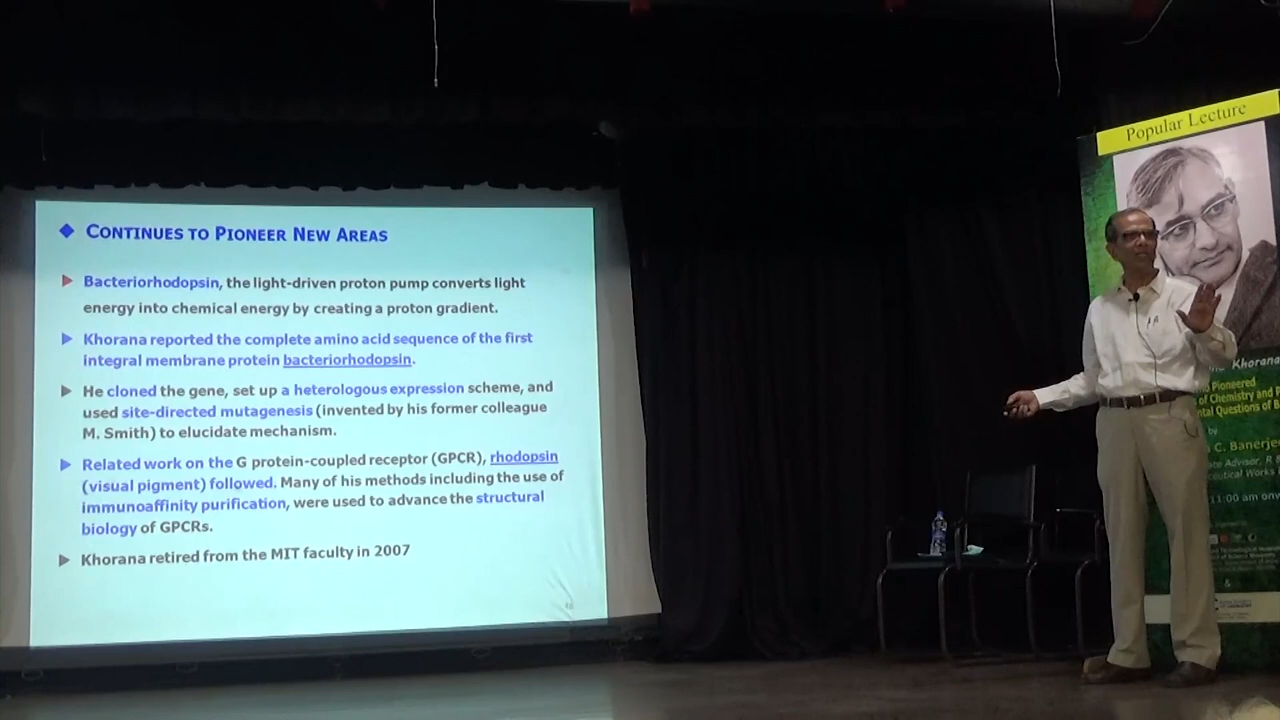 CONTINUES TO PIONEER NEW AREAS
Bacteriorhodopsin, the light-driven proton pump converts light
energy into chemical energy by creating a proton gradient.
Khorana reported the complete amino acid sequence of the first
integral membrane protein bacteriorhodopsin.
He cloned the gene, set up a heterologous expression scheme, and
used site-directed mutagenesis (invented by his former colleague
M. Smith) to elucidate mechanism.
Related work on the G protein-coupled receptor (GPCR), rhodopsin
(visual pigment) followed. Many of his methods including the use of
immunoaffinity purification, were used to advance the structural
biology of GPCRs.
Khorana retired from the MIT faculty in 2007
Popular Lecture
Khorana
Pioneered
of Chemistry and
Questions of
by
C. Banerje
Advisor, R &
Works
11:00 am
&